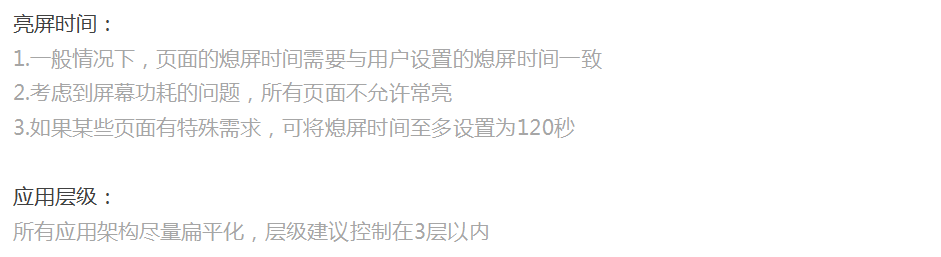 亮屏时间：
1.一般情况下，页面的熄屏时间需要与用户设置的熄屏时间一致
2.考虑到屏幕功耗的问题，所有页面不允许常亮
3.如果某些页面有特殊需求，可将熄屏时间至多设置为120秒
应用层级：
所有应用架构尽量扁平化，层级建议控制在3层以内